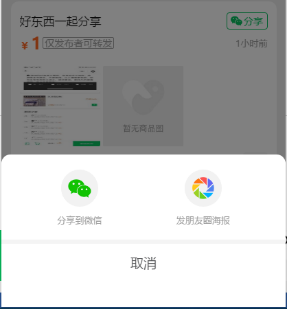 好东西一起分享
分享
¥ 1 仅发布者可转发
1小时前
暂无商品图
分享到微信
发朋友圈海报
取消